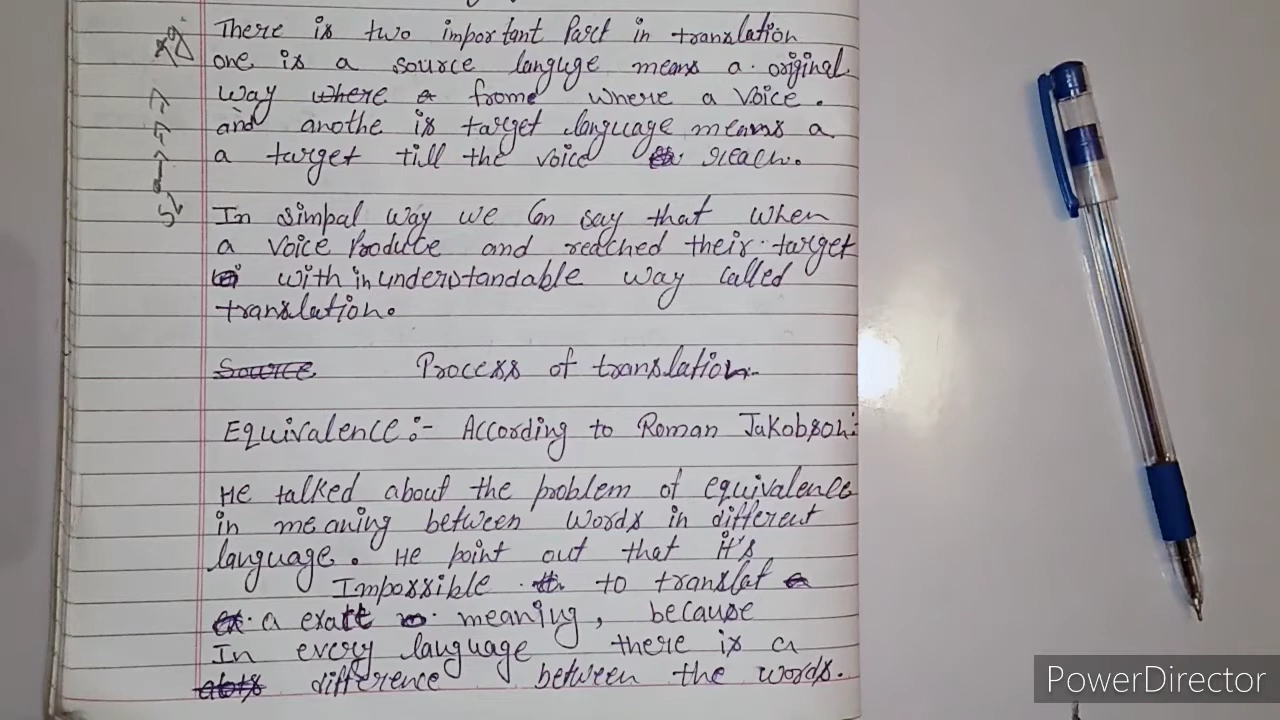 There is two important Part in translation
one is a source languge means a original
way where a frome where a voice.
and anothe is target language means a
a target till the voice reach.
In simpal way we Can say that when
a voice Produce and reached their target
with in understandable way called
translation.
Source Process of translation
Equivalence:- According to Roman Jakobson:
He talked about the problem of equivalence
in meaning between words in different
language. He point out that it's
Impossible to translat
a exact meaning, because
In every language there is a
difference between the words.
PowerDirector